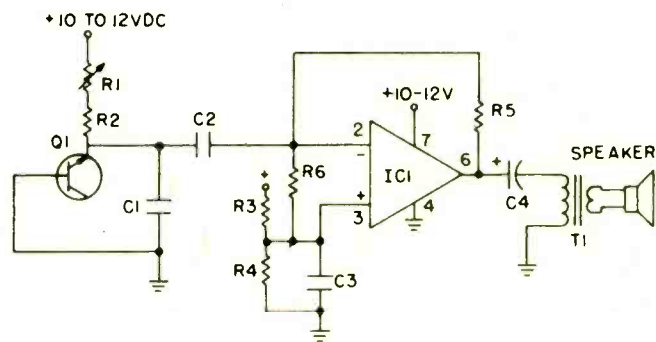 +10 TO 12VDC
R1
R2
Q1
C1
C2
R6
R3
+
R4
C3
+10-12V
2
-
7
IC1
+
3
4
6
R5
+
C4
T1
SPEAKER